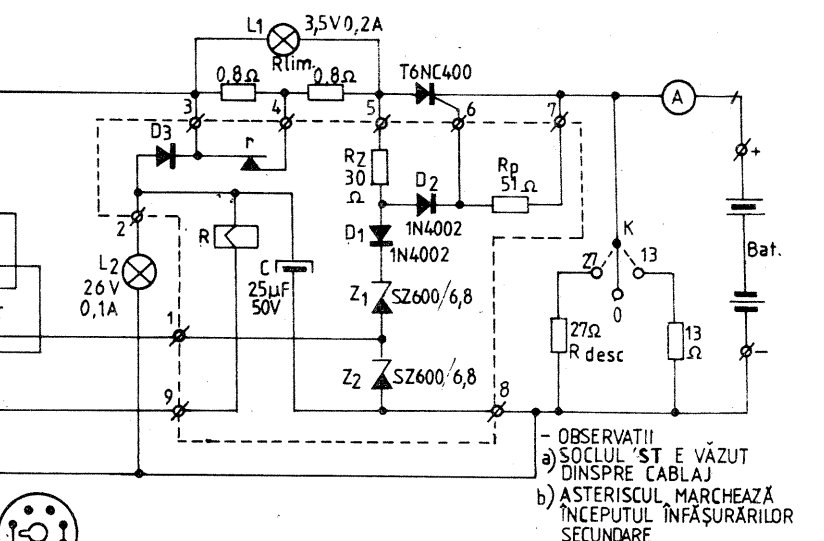 L1 3,5V 0,2A
Rlim.
0,8Ω 0,8Ω
T6NC400
3 4 5 6 7
A
+
D3
r
RZ
30
Ω
D2
Rp
51Ω
1N4002
D1
1N4002
2
R
L2
26V
0,1A
C
25µF
50V
Z1 SZ600/6,8
K
27 13
0
Bat.
1
27Ω
R desc
13
Ω
Z2 SZ600/6,8
-
9
8
- OBSERVATII
a) SOCLUL 'ST E VĂZUT
DINSPRE CABLAJ
b) ASTERISCUL MARCHEAZĂ
ÎNCEPUTUL ÎNFĂŞURĂRILOR
SECUNDARE